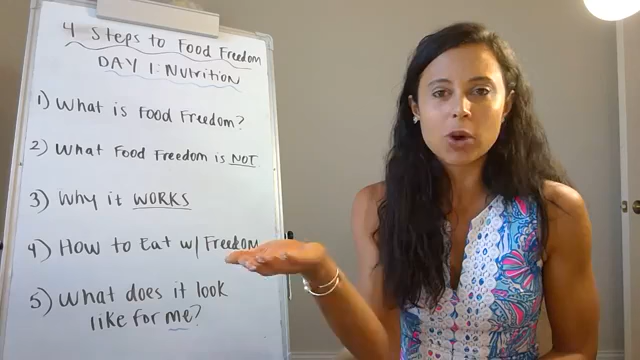 4 Steps to Food Freedom
DAY 1: Nutrition
1) What is Food Freedom?
2) What Food Freedom is NOT
3) Why it WORKS
4) How to Eat w/ Freedom
5) What does it look
like for me?